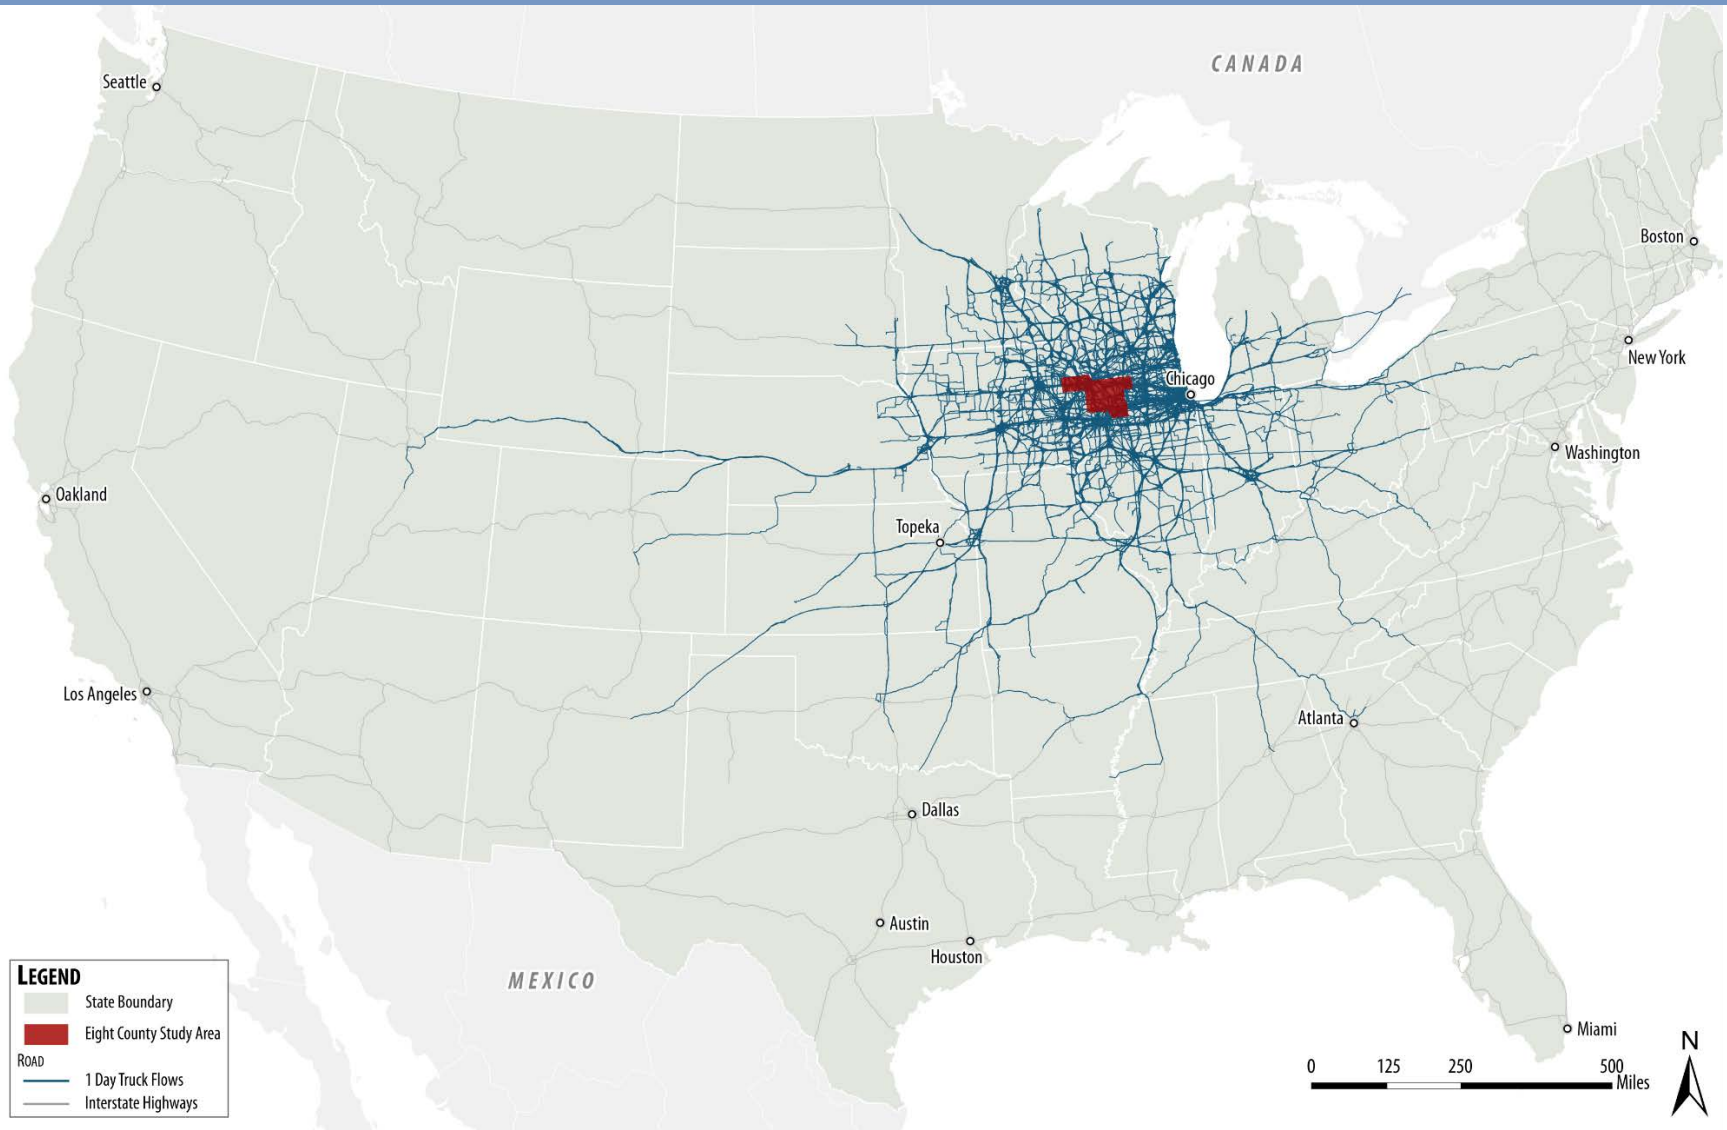 CANADA
Seattle
Boston
New York
Chicago
Washington
Oakland
Topeka
Los Angeles
Atlanta
Dallas
Austin
Houston
MEXICO
Miami
LEGEND
State Boundary
Eight County Study Area
ROAD
1 Day Truck Flows
Interstate Highways
N
0 125 250 500
Miles